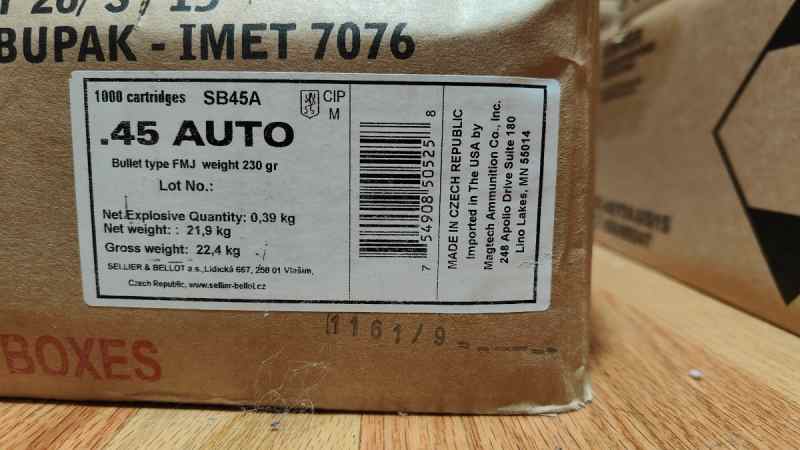 BUPAK - IMET 7076
1000 cartridges SB45A
CIP
M
.45 AUTO
Bullet type FMJ weight 230 gr
Lot No.:
Net Explosive Quantity: 0,39 kg
Net weight: : 21,9 kg
Gross weight: 22,4 kg
SELLIER & BELLOT a.s.,Lidická 667, 258 01 Vlašim,
Czech Republic, www.sellier-bellot.cz
7 54908 50525 8
MADE IN CZECH REPUBLIC
Imported in The USA by
Magtech Ammunition Co., Inc.
248 Apollo Drive Suite 180
Lino Lakes, MN 55014
1161/9
BOXES